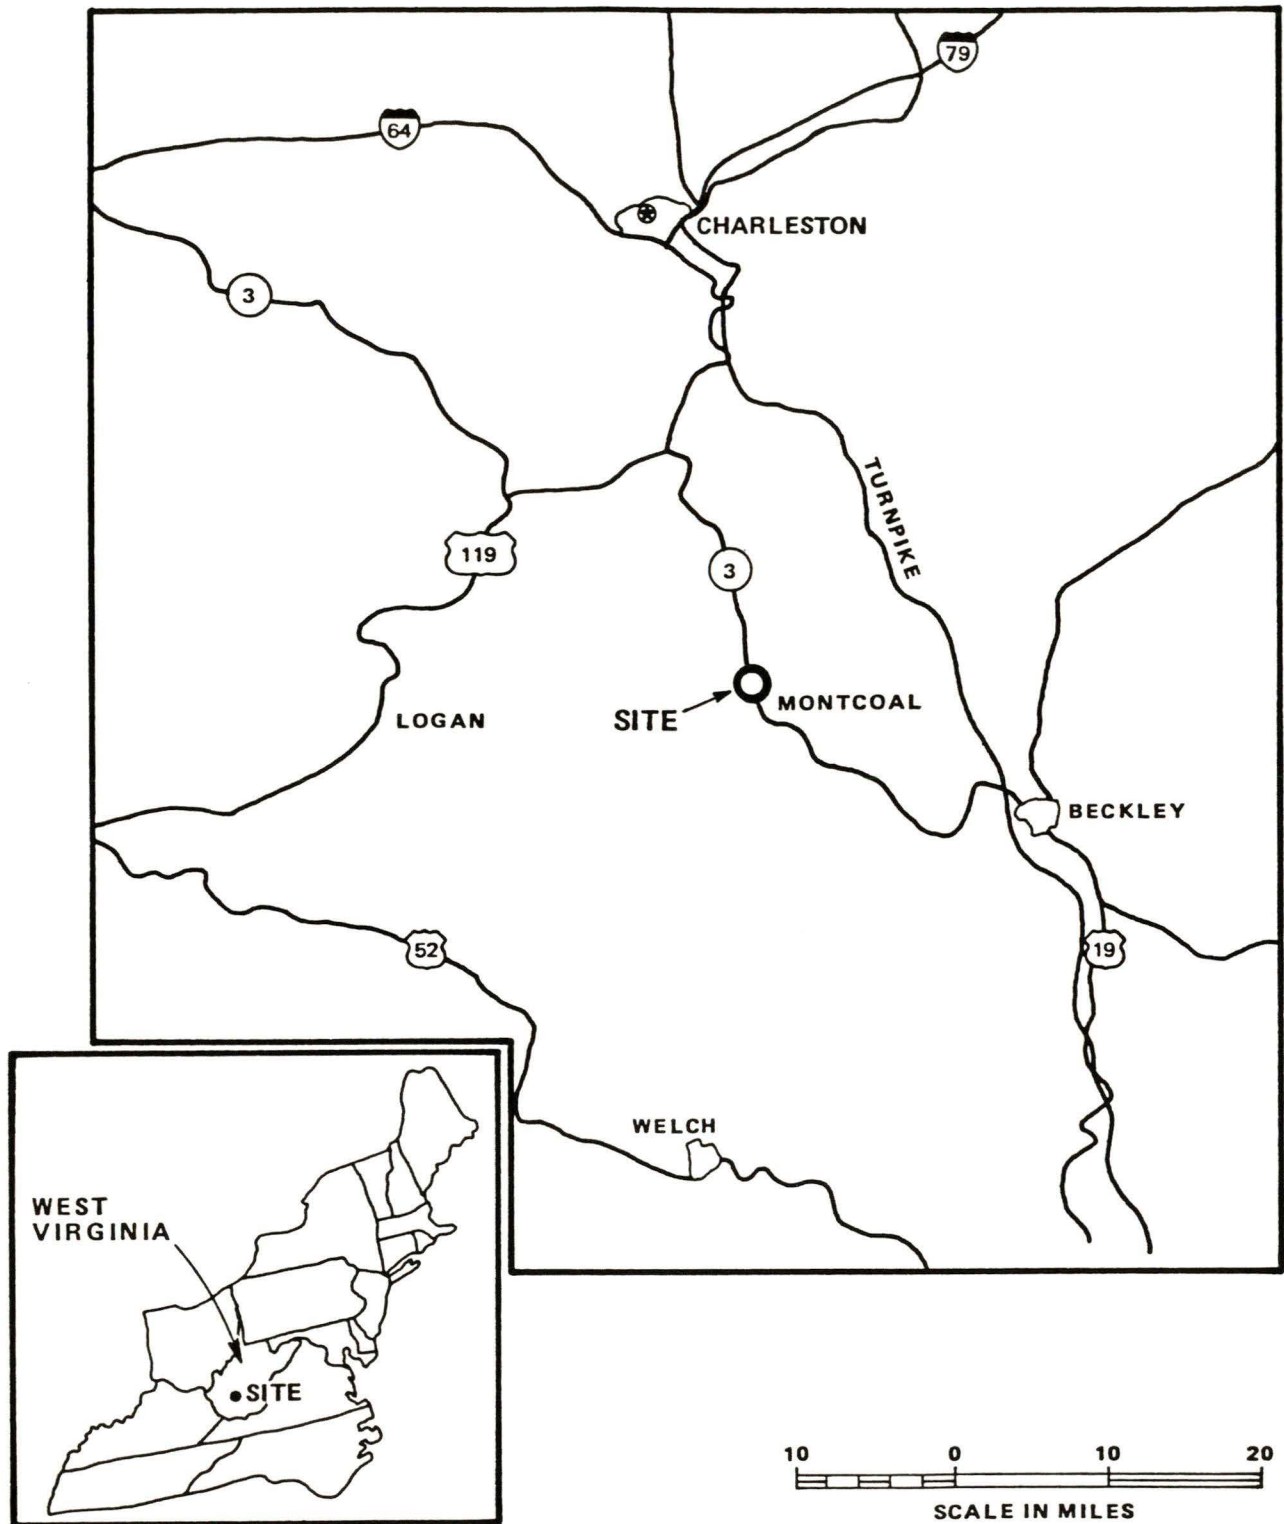 79
64
CHARLESTON
3
TURNPIKE
119
3
SITE
MONTCOAL
LOGAN
BECKLEY
52
19
WELCH
WEST
VIRGINIA
SITE
10 0 10 20
SCALE IN MILES